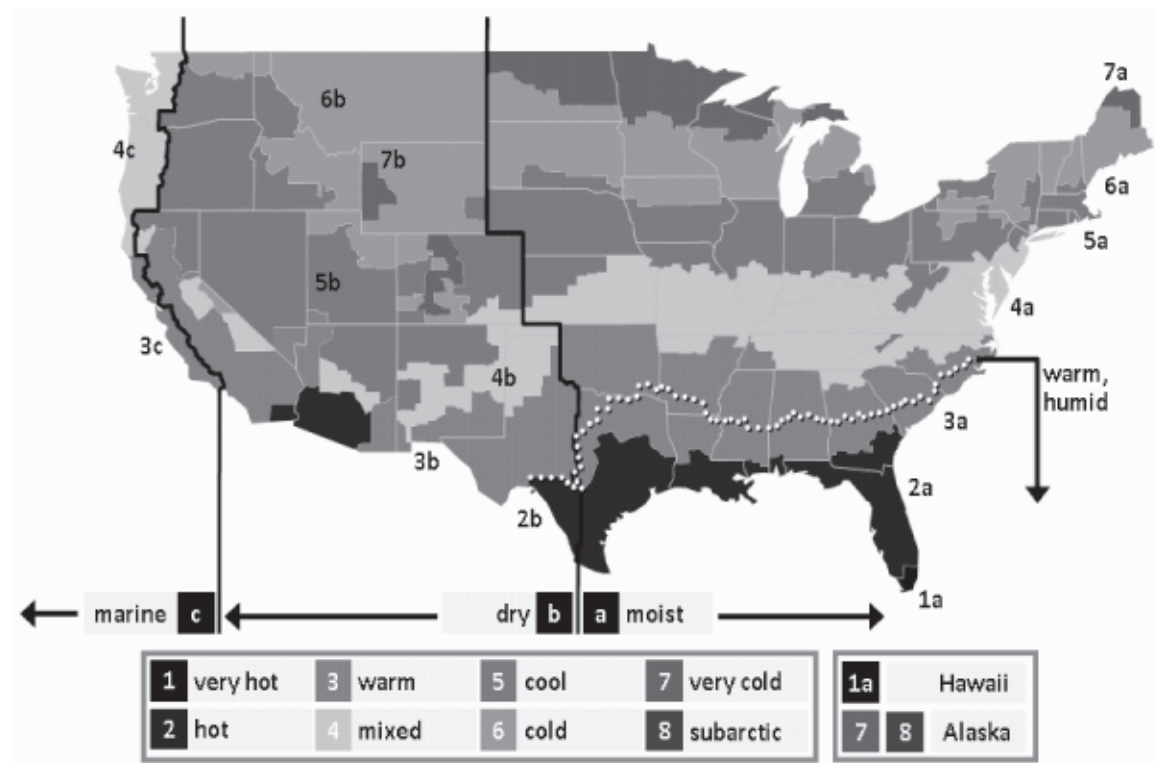 7a
6b
7b
4c
6a
5a
5b
4a
3c
4b
warm,
humid
3a
3b
2a
2b
1a
marine c
dry b a moist
1 very hot 3 warm 5 cool 7 very cold 1a Hawaii
2 hot 4 mixed 6 cold 8 subarctic 7 8 Alaska